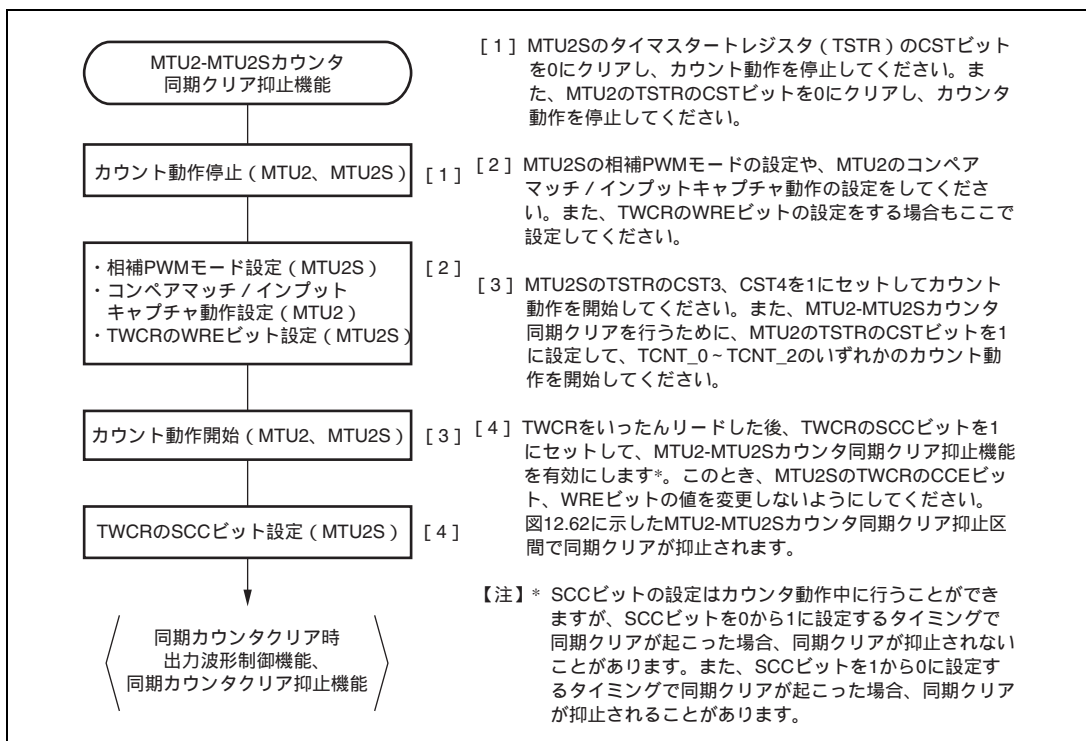 MTU2-MTU2Sカウンタ
同期クリア抑止機能
カウント動作停止（MTU2、MTU2S）
[1]
・相補PWMモード設定（MTU2S）
・コンペアマッチ／インプット
キャプチャ動作設定（MTU2）
・TWCRのWREビット設定（MTU2S）
[2]
カウント動作開始（MTU2、MTU2S）
[3]
TWCRのSCCビット設定（MTU2S）
[4]
同期カウンタクリア時
出力波形制御機能、
同期カウンタクリア抑止機能
[1] MTU2Sのタイマスタートレジスタ（TSTR）のCSTビット
を0にクリアし、カウント動作を停止してください。ま
た、MTU2のTSTRのCSTビットを0にクリアし、カウンタ
動作を停止してください。
[2] MTU2Sの相補PWMモードの設定や、MTU2のコンペア
マッチ／インプットキャプチャ動作の設定をしてくださ
い。また、TWCRのWREビットの設定をする場合もここで
設定してください。
[3] MTU2SのTSTRのCST3、CST4を1にセットしてカウント
動作を開始してください。また、MTU2-MTU2Sカウンタ
同期クリアを行うために、MTU2のTSTRのCSTビットを1
に設定して、TCNT_0～TCNT_2のいずれかのカウント動
作を開始してください。
[4] TWCRをいったんリードした後、TWCRのSCCビットを1
にセットして、MTU2-MTU2Sカウンタ同期クリア抑止機能
を有効にします*。このとき、MTU2SのTWCRのCCEビッ
ト、WREビットの値を変更しないようにしてください。
図12.62に示したMTU2-MTU2Sカウンタ同期クリア抑止区
間で同期クリアが抑止されます。
【注】* SCCビットの設定はカウンタ動作中に行うことができ
ますが、SCCビットを0から1に設定するタイミングで
同期クリアが起こった場合、同期クリアが抑止されない
ことがあります。また、SCCビットを1から0に設定す
るタイミングで同期クリアが起こった場合、同期クリア
が抑止されることがあります。